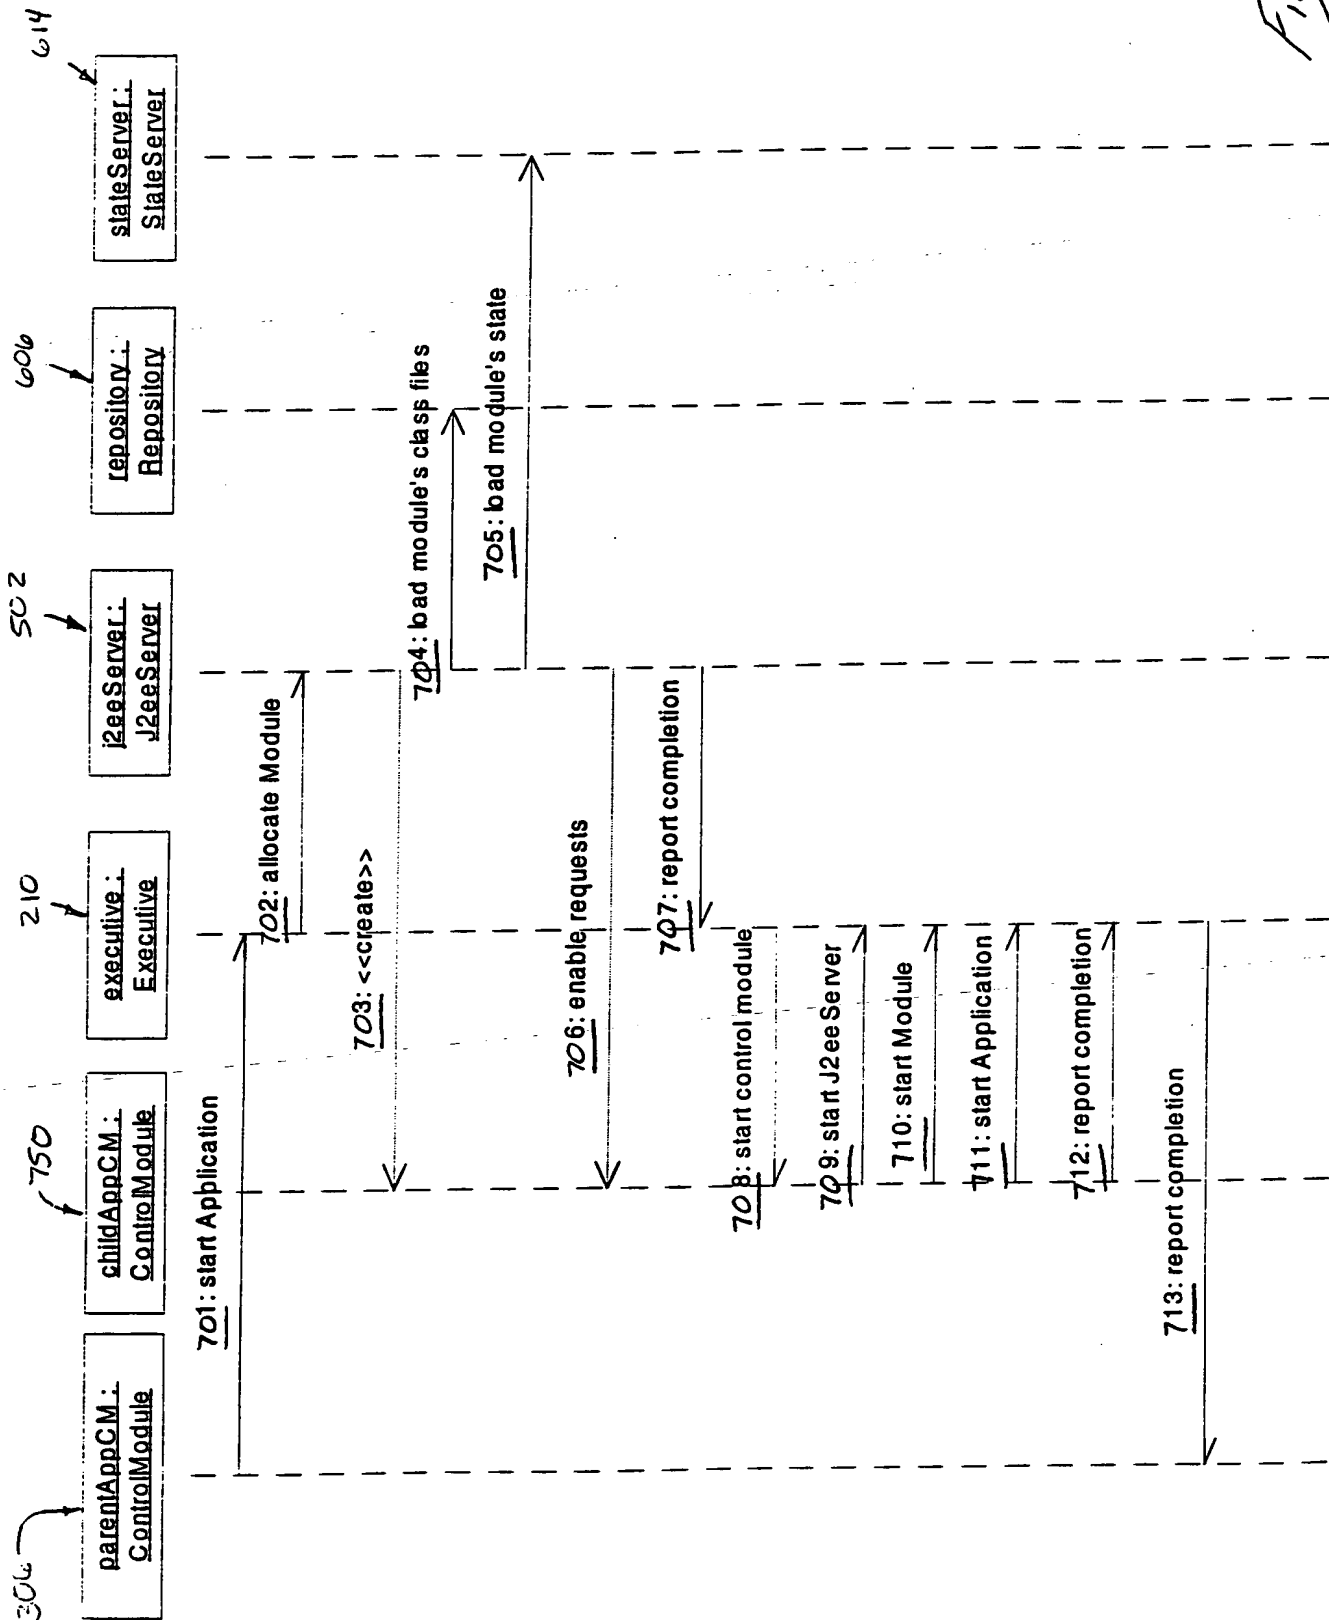 306
parentAppCM :
ControlModule
750
childAppCM :
ControlModule
210
executive :
Executive
502
j2eeServer :
J2eeServer
606
repository :
Repository
614
stateServer :
StateServer
701: start Application
702: allocate Module
703: <<create>>
704: load module's class files
705: load module's state
706: enable requests
707: report completion
708: start control module
709: start J2eeServer
710: start Module
711: start Application
712: report completion
713: report completion